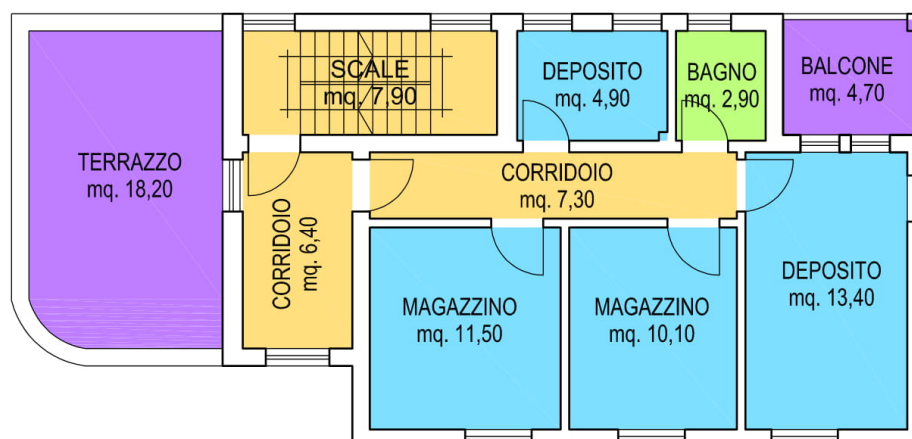 SCALE
mq. 7,90
DEPOSITO
mq. 4,90
BAGNO
mq. 2,90
BALCONE
mq. 4,70
TERRAZZO
mq. 18,20
CORRIDOIO
mq. 7,30
CORRIDOIO
mq. 6,40
MAGAZZINO
mq. 11,50
MAGAZZINO
mq. 10,10
DEPOSITO
mq. 13,40